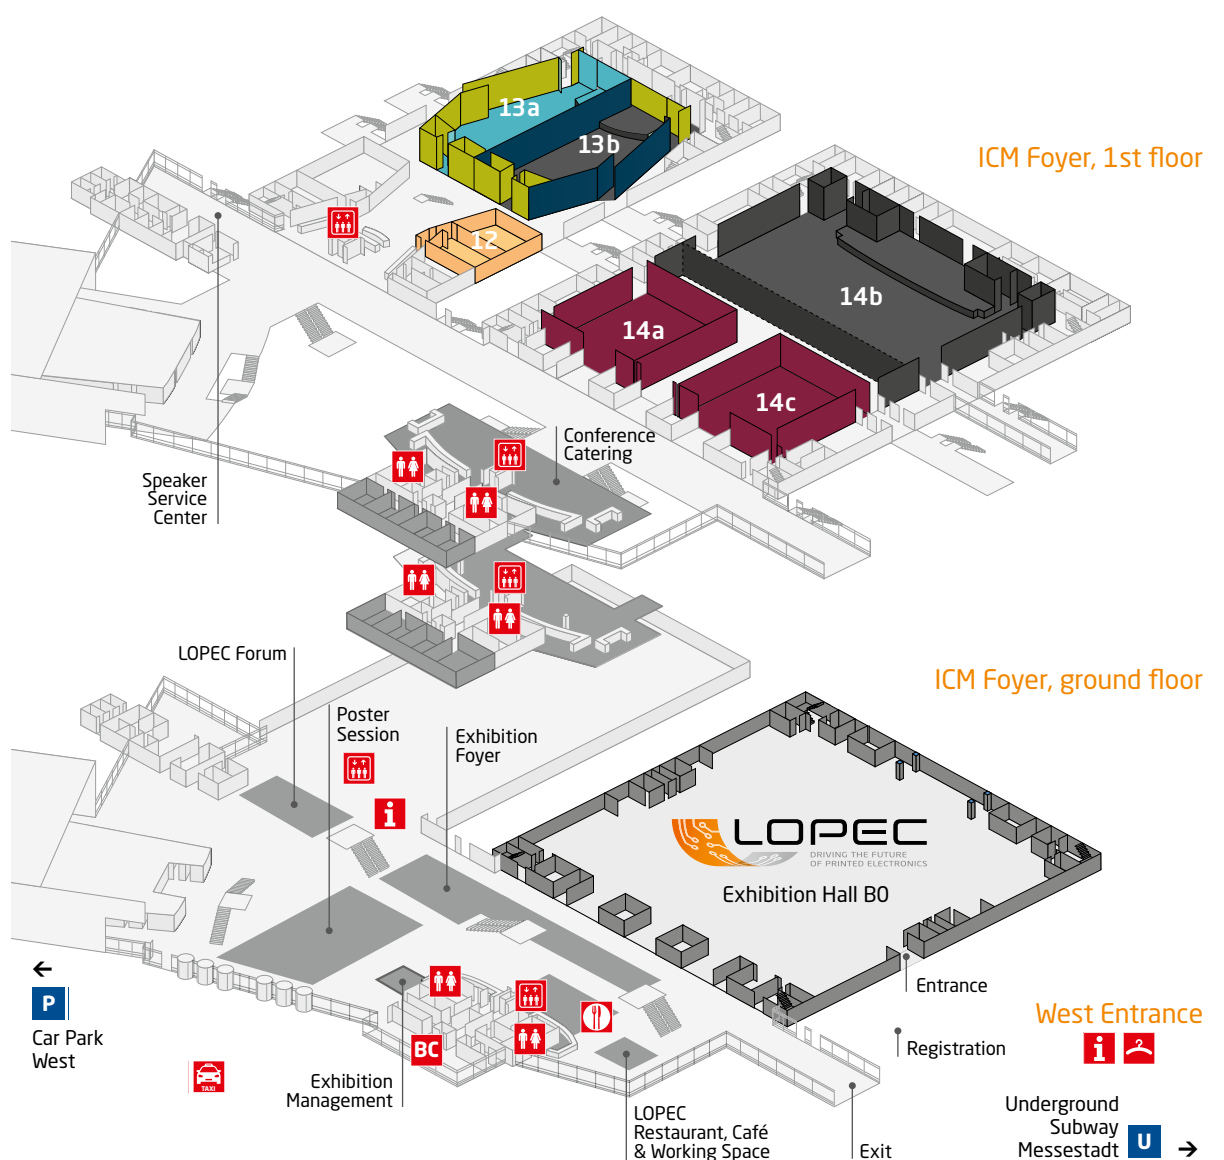 13a
13b
ICM Foyer, 1st floor
12
14b
14a
14c
Conference
Catering
Speaker
Service
Center
LOPEC Forum
ICM Foyer, ground floor
Poster
Session
Exhibition
Foyer
i
LOPEC
DRIVING THE FUTURE
OF PRINTED ELECTRONICS
Exhibition Hall B0
P
Car Park
West
Entrance
West Entrance
i
BC
Registration
TAXI
Exhibition
Management
LOPEC
Restaurant, Café
& Working Space
Exit
Underground
Subway
Messestadt
U